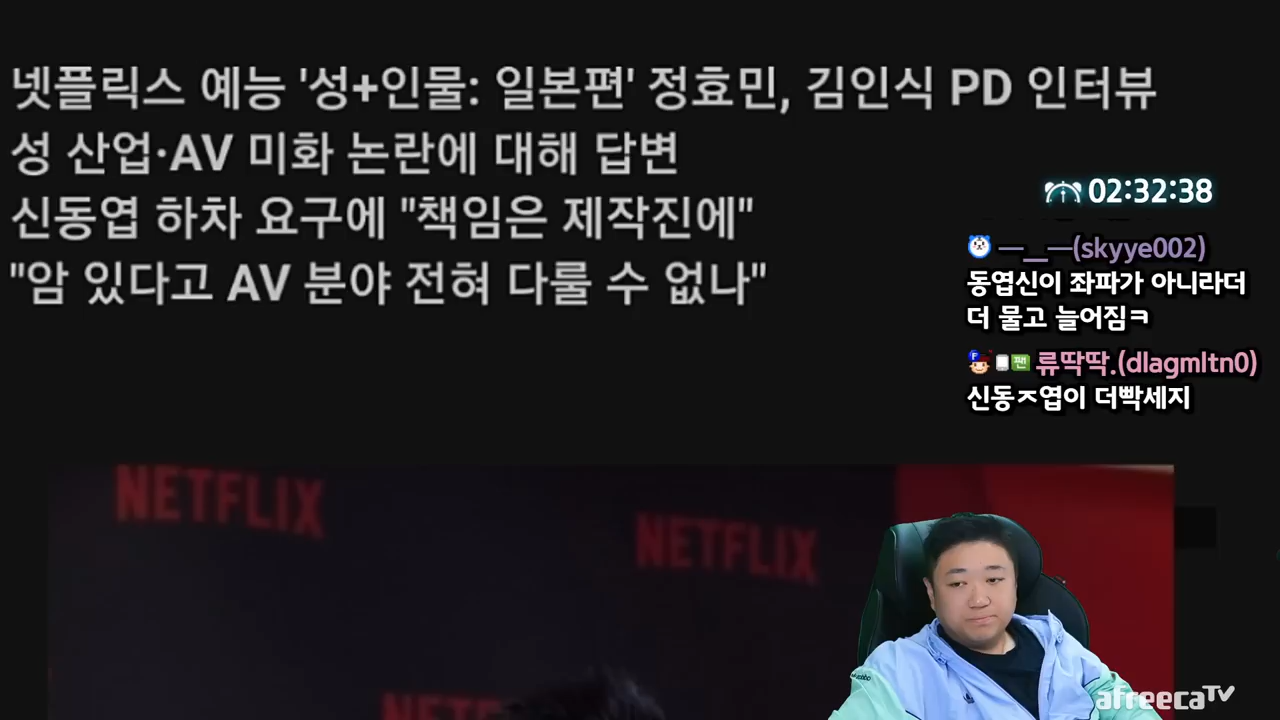 넷플릭스 예능 '성+인물: 일본편' 정효민, 김인식 PD 인터뷰
성 산업·AV 미화 논란에 대해 답변
신동엽 하차 요구에 "책임은 제작진에"
"암 있다고 AV 분야 전혀 다룰 수 없나"
02:32:38
ㅡ__ㅡ(skyye002)
동엽신이 좌파가 아니라더
더 물고 늘어짐ㅋ
팬 류딱딱.(dlagmltn0)
신동ㅈ엽이 더빡세지
NETFLIX
NETFLIX
NETFLIX
afreecaTV